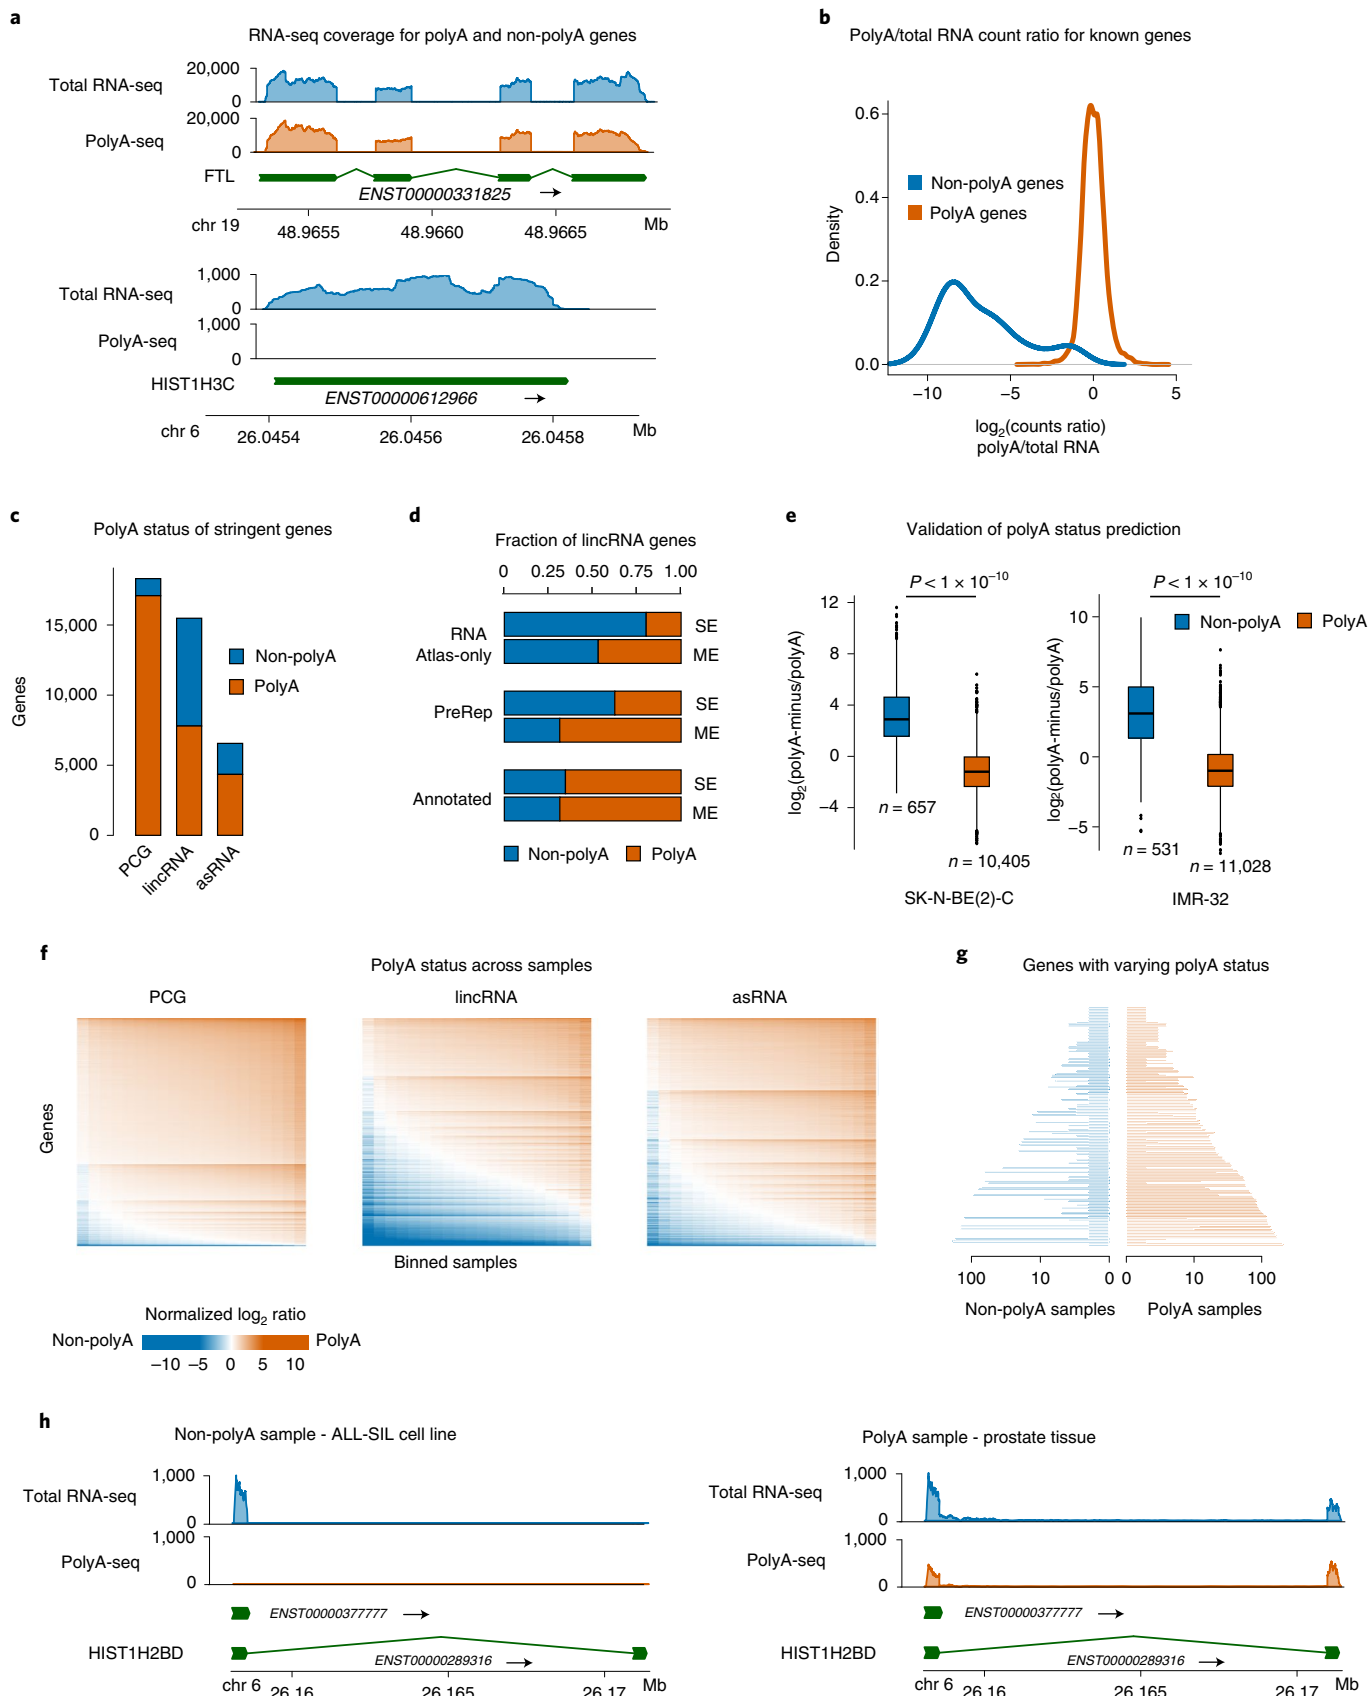 a
RNA-seq coverage for polyA and non-polyA genes
Total RNA-seq
20,000
0
PolyA-seq
20,000
0
FTL
ENST00000331825
chr 19
48.9655
48.9660
48.9665
Mb
Total RNA-seq
1,000
0
PolyA-seq
1,000
0
HIST1H3C
ENST00000612966
chr 6
26.0454
26.0456
26.0458
Mb
b
PolyA/total RNA count ratio for known genes
Density
0.6
0.4
0.2
0.0
Non-polyA genes
PolyA genes
−10
−5
0
5
log2(counts ratio)
polyA/total RNA
c
PolyA status of stringent genes
Genes
15,000
10,000
5,000
0
Non-polyA
PolyA
PCG
lincRNA
asRNA
d
Fraction of lincRNA genes
0 0.25 0.50 0.75 1.00
RNA
Atlas-only
SE
ME
PreRep
SE
ME
Annotated
SE
ME
Non-polyA
PolyA
e
Validation of polyA status prediction
P < 1 × 10−10
log2(polyA-minus/polyA)
12
8
4
0
−4
n = 657
n = 10,405
SK-N-BE(2)-C
P < 1 × 10−10
Non-polyA
PolyA
log2(polyA-minus/polyA)
10
5
0
−5
n = 531
n = 11,028
IMR-32
f
PolyA status across samples
PCG
lincRNA
asRNA
Genes
Binned samples
Normalized log2 ratio
Non-polyA
PolyA
−10 −5 0 5 10
g
Genes with varying polyA status
100 10 0 0 10 100
Non-polyA samples
PolyA samples
h
Non-polyA sample - ALL-SIL cell line
Total RNA-seq
1,000
0
PolyA-seq
1,000
0
ENST00000377777
HIST1H2BD
ENST00000289316
chr 6
26.16
26.165
26.17
Mb
PolyA sample - prostate tissue
Total RNA-seq
1,000
0
PolyA-seq
1,000
0
ENST00000377777
HIST1H2BD
ENST00000289316
chr 6
26.16
26.165
26.17
Mb